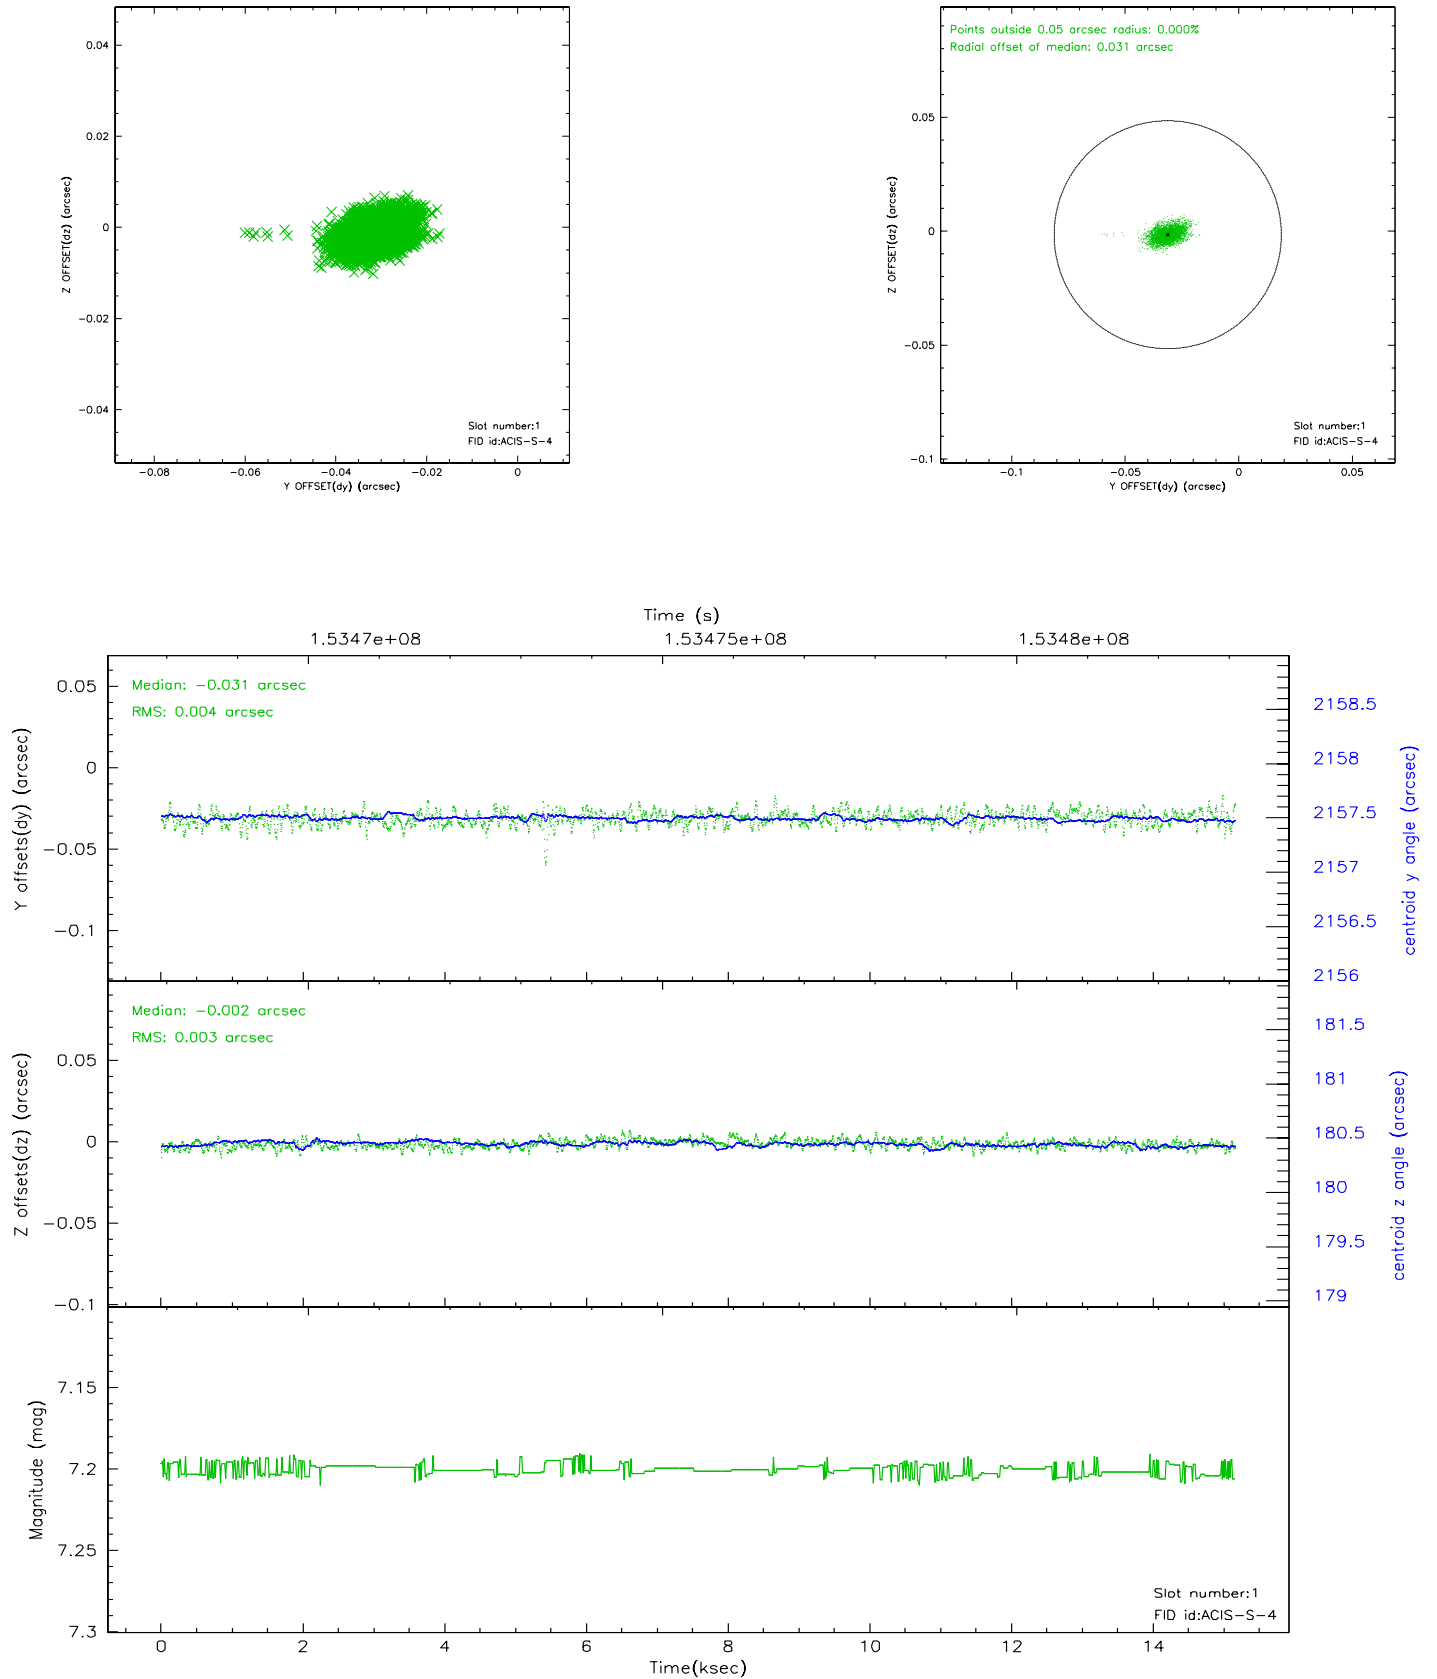 0.04
0.02
0
-0.02
-0.04
Z OFFSET(dz) (arcsec)
Slot number:1
FID id:ACIS-S-4
-0.08 -0.06 -0.04 -0.02 0
Y OFFSET(dy) (arcsec)
Points outside 0.05 arcsec radius: 0.000%
Radial offset of median: 0.031 arcsec
0.05
0
-0.05
-0.1
Z OFFSET(dz) (arcsec)
Slot number:1
FID id:ACIS-S-4
-0.1 -0.05 0 0.05
Y OFFSET(dy) (arcsec)
Time (s)
1.5347e+08 1.53475e+08 1.5348e+08
Median: -0.031 arcsec
RMS: 0.004 arcsec
0.05
0
-0.05
-0.1
Y offsets(dy) (arcsec)
2158.5
2158
2157.5
2157
2156.5
2156
centroid y angle (arcsec)
Median: -0.002 arcsec
RMS: 0.003 arcsec
0.05
0
-0.05
-0.1
Z offsets(dz) (arcsec)
181.5
181
180.5
180
179.5
179
centroid z angle (arcsec)
7.15
7.2
7.25
7.3
Magnitude (mag)
Slot number:1
FID id:ACIS-S-4
0 2 4 6 8 10 12 14
Time(ksec)